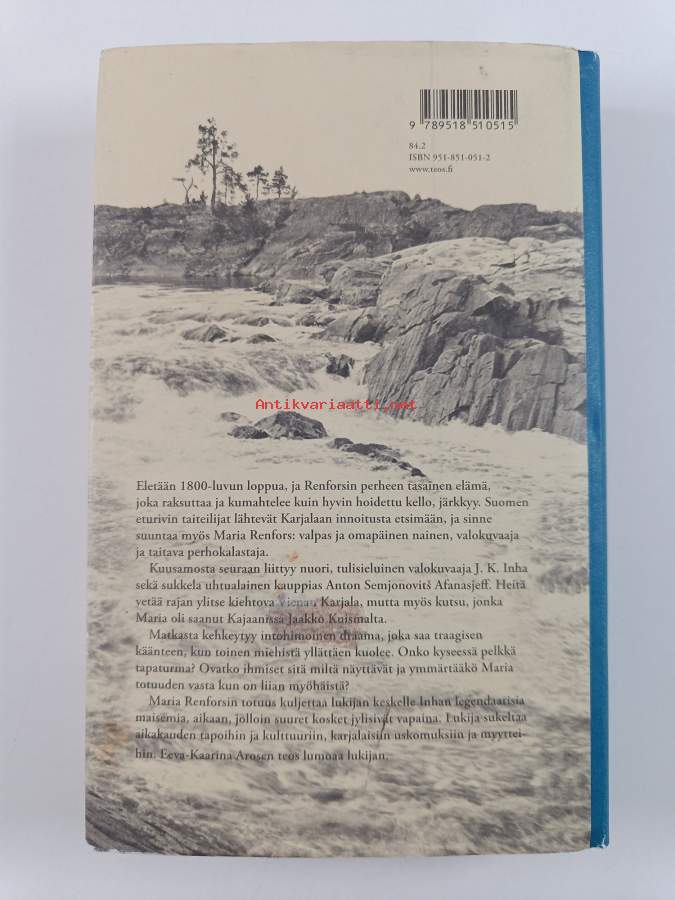 9 789518 510515
84.2
ISBN 951-851-051-2
www.teos.fi
Antikvariaatti.net
Eletään 1800-luvun loppua, ja Renforsin perheen tasainen elämä,
joka raksuttaa ja kumahtelee kuin hyvin hoidettu kello, järkkyy. Suomen
eturivin taiteilijat lähtevät Karjalaan innoitusta etsimään, ja sinne
suuntaa myös Maria Renfors: valpas ja omapäinen nainen, valokuvaaja
ja taitava perhokalastaja.
Kuusamosta seuraan liittyy nuori, tulisieluinen valokuvaaja J. K. Inha
sekä sukkela uhtualainen kauppias Anton Semjonovitš Afanasjeff. Heitä
vetää rajan ylitse kiehtova Vienan Karjala, mutta myös kutsu, jonka
Maria oli saanut Kajaanissa Jaakko Kuismalta.
Matkasta kehkeytyy intohimoinen draama, joka saa traagisen
käänteen, kun toinen miehistä yllättäen kuolee. Onko kyseessä pelkkä
tapaturma? Ovatko ihmiset sitä miltä näyttävät ja ymmärtääkö Maria
totuuden vasta kun on liian myöhäistä?
Maria Renforsin totuus kuljettaa lukijan keskelle Inhan legendaarisia
maisemia, aikaan, jolloin suuret kosket jylisivät vapaina. Lukija sukeltaa
aikakauden tapoihin ja kulttuuriin, karjalaisiin uskomuksiin ja myyttei-
hin. Eeva-Kaarina Arosen teos lumoaa lukijan.